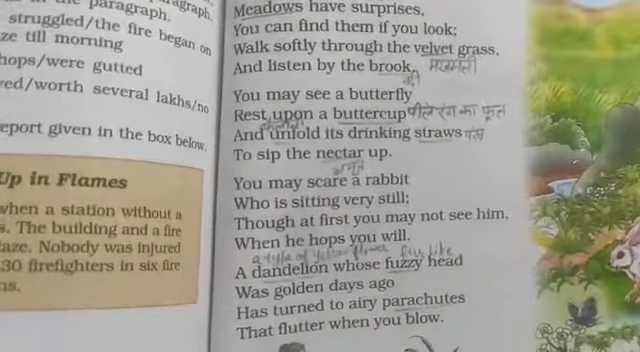 paragraph.
paragraph.
struggled/the fire began on
ze till morning
hops/were gutted
red/worth several lakhs/no
eport given in the box below.
Up in Flames
when a station without a
s. The building and a fire
laze. Nobody was injured
30 firefighters in six fire
ns.
Meadows have surprises,
You can find them if you look;
Walk softly through the velvet grass,
And listen by the brook. मखमली
You may see a butterfly
Rest upon a buttercup पीले रंग का फूल
And unfold its drinking straws
To sip the nectar up.
अमृत
You may scare a rabbit
Who is sitting very still;
Though at first you may not see him,
When he hops you will.
a type of yellow flower
A dandelion whose fuzzy head
Was golden days ago
Has turned to airy parachutes
That flutter when you blow.